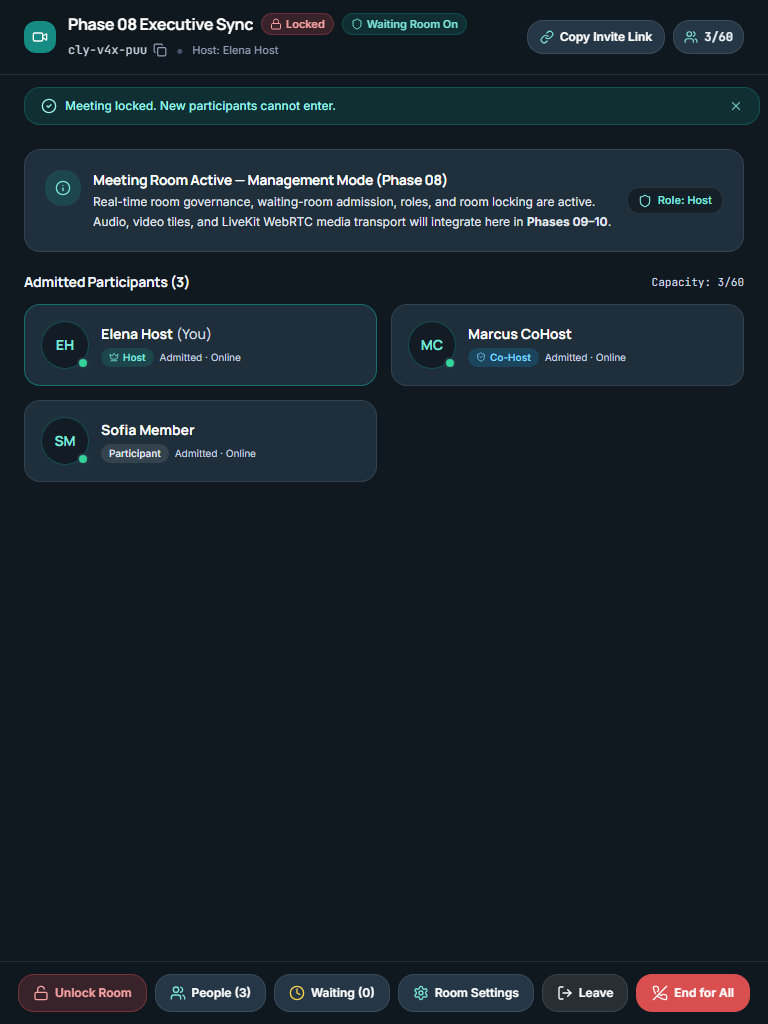 Phase 08 Executive Sync Locked Waiting Room On
cly-v4x-puu • Host: Elena Host
Copy Invite Link 3/60
Meeting locked. New participants cannot enter.
Meeting Room Active — Management Mode (Phase 08)
Real-time room governance, waiting-room admission, roles, and room locking are active.
Audio, video tiles, and LiveKit WebRTC media transport will integrate here in Phases 09–10.
Role: Host
Admitted Participants (3) Capacity: 3/60
EH Elena Host (You)
Host Admitted · Online
MC Marcus CoHost
Co-Host Admitted · Online
SM Sofia Member
Participant Admitted · Online
Unlock Room People (3) Waiting (0) Room Settings Leave End for All